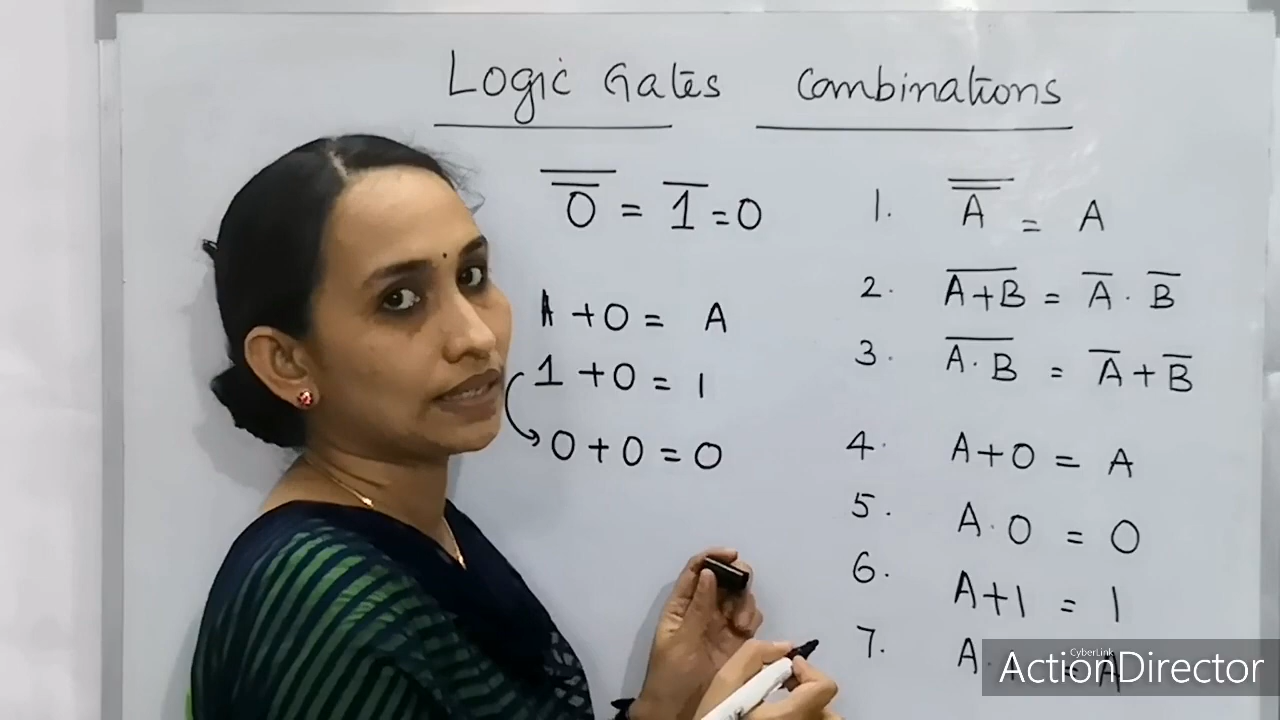 Logic Gates Combinations
0̿ = 1̅ = 0
A + 0 = A
1 + 0 = 1
0 + 0 = 0
1. A̿ = A
2. A̅+̅B̅ = A̅ . B̅
3. A̅.̅B̅ = A̅ + B̅
4. A + 0 = A
5. A . 0 = 0
6. A + 1 = 1
7. A . = A
CyberLink
ActionDirector